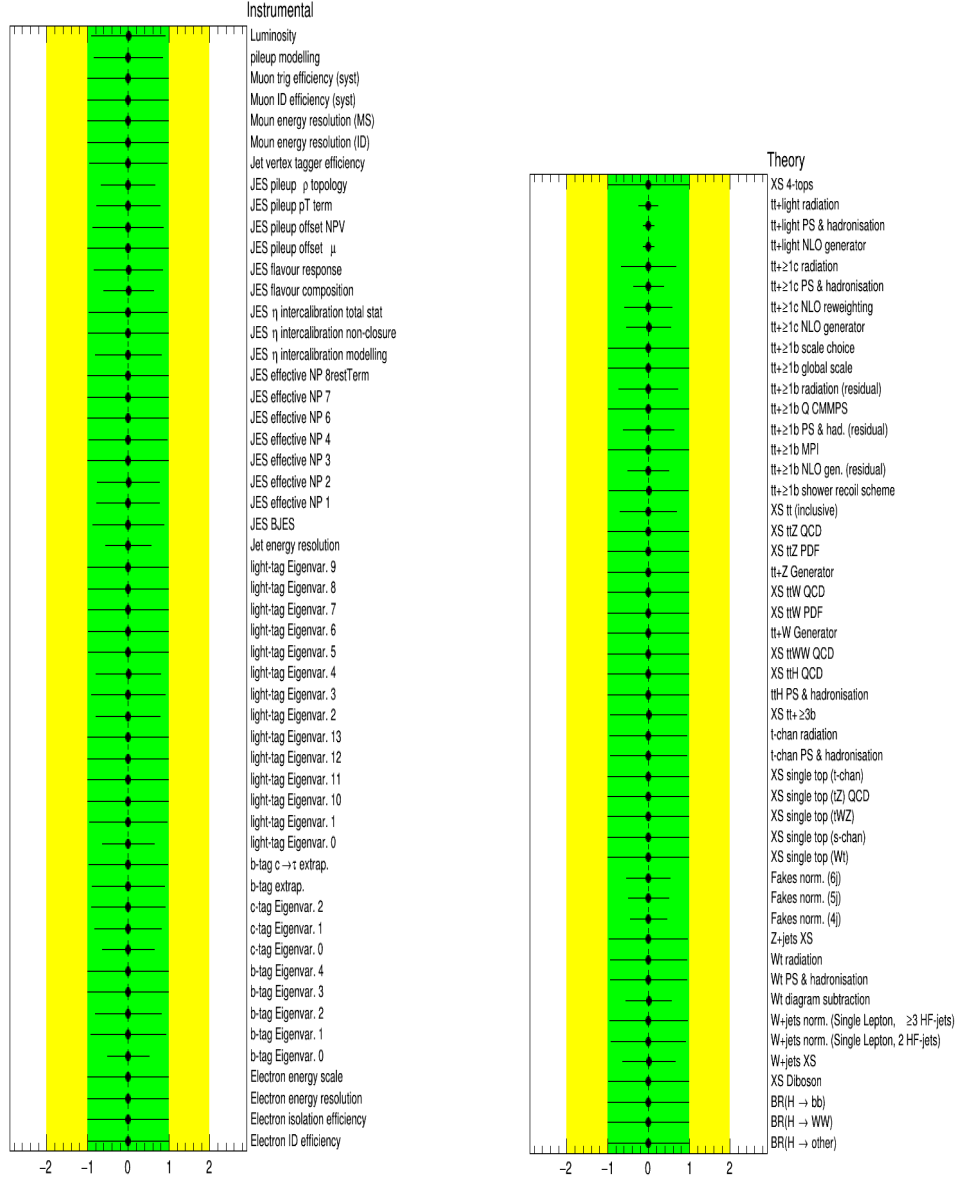 Instrumental
Luminosity
pileup modelling
Muon trig efficiency (syst)
Muon ID efficiency (syst)
Moun energy resolution (MS)
Moun energy resolution (ID)
Jet vertex tagger efficiency
JES pileup ρ topology
JES pileup pT term
JES pileup offset NPV
JES pileup offset μ
JES flavour response
JES flavour composition
JES η intercalibration total stat
JES η intercalibration non-closure
JES η intercalibration modelling
JES effective NP 8restTerm
JES effective NP 7
JES effective NP 6
JES effective NP 4
JES effective NP 3
JES effective NP 2
JES effective NP 1
JES BJES
Jet energy resolution
light-tag Eigenvar. 9
light-tag Eigenvar. 8
light-tag Eigenvar. 7
light-tag Eigenvar. 6
light-tag Eigenvar. 5
light-tag Eigenvar. 4
light-tag Eigenvar. 3
light-tag Eigenvar. 2
light-tag Eigenvar. 13
light-tag Eigenvar. 12
light-tag Eigenvar. 11
light-tag Eigenvar. 10
light-tag Eigenvar. 1
light-tag Eigenvar. 0
b-tag c→τ extrap.
b-tag extrap.
c-tag Eigenvar. 2
c-tag Eigenvar. 1
c-tag Eigenvar. 0
b-tag Eigenvar. 4
b-tag Eigenvar. 3
b-tag Eigenvar. 2
b-tag Eigenvar. 1
b-tag Eigenvar. 0
Electron energy scale
Electron energy resolution
Electron isolation efficiency
Electron ID efficiency
−2 −1 0 1 2
Theory
XS 4-tops
tt+light radiation
tt+light PS & hadronisation
tt+light NLO generator
tt+≥1c radiation
tt+≥1c PS & hadronisation
tt+≥1c NLO reweighting
tt+≥1c NLO generator
tt+≥1b scale choice
tt+≥1b global scale
tt+≥1b radiation (residual)
tt+≥1b Q CMMPS
tt+≥1b PS & had. (residual)
tt+≥1b MPI
tt+≥1b NLO gen. (residual)
tt+≥1b shower recoil scheme
XS tt (inclusive)
XS ttZ QCD
XS ttZ PDF
tt+Z Generator
XS ttW QCD
XS ttW PDF
tt+W Generator
XS ttWW QCD
XS ttH QCD
ttH PS & hadronisation
XS tt+ ≥3b
t-chan radiation
t-chan PS & hadronisation
XS single top (t-chan)
XS single top (tZ) QCD
XS single top (tWZ)
XS single top (s-chan)
XS single top (Wt)
Fakes norm. (6j)
Fakes norm. (5j)
Fakes norm. (4j)
Z+jets XS
Wt radiation
Wt PS & hadronisation
Wt diagram subtraction
W+jets norm. (Single Lepton, ≥3 HF-jets)
W+jets norm. (Single Lepton, 2 HF-jets)
W+jets XS
XS Diboson
BR(H → bb)
BR(H → WW)
BR(H → other)
−2 −1 0 1 2